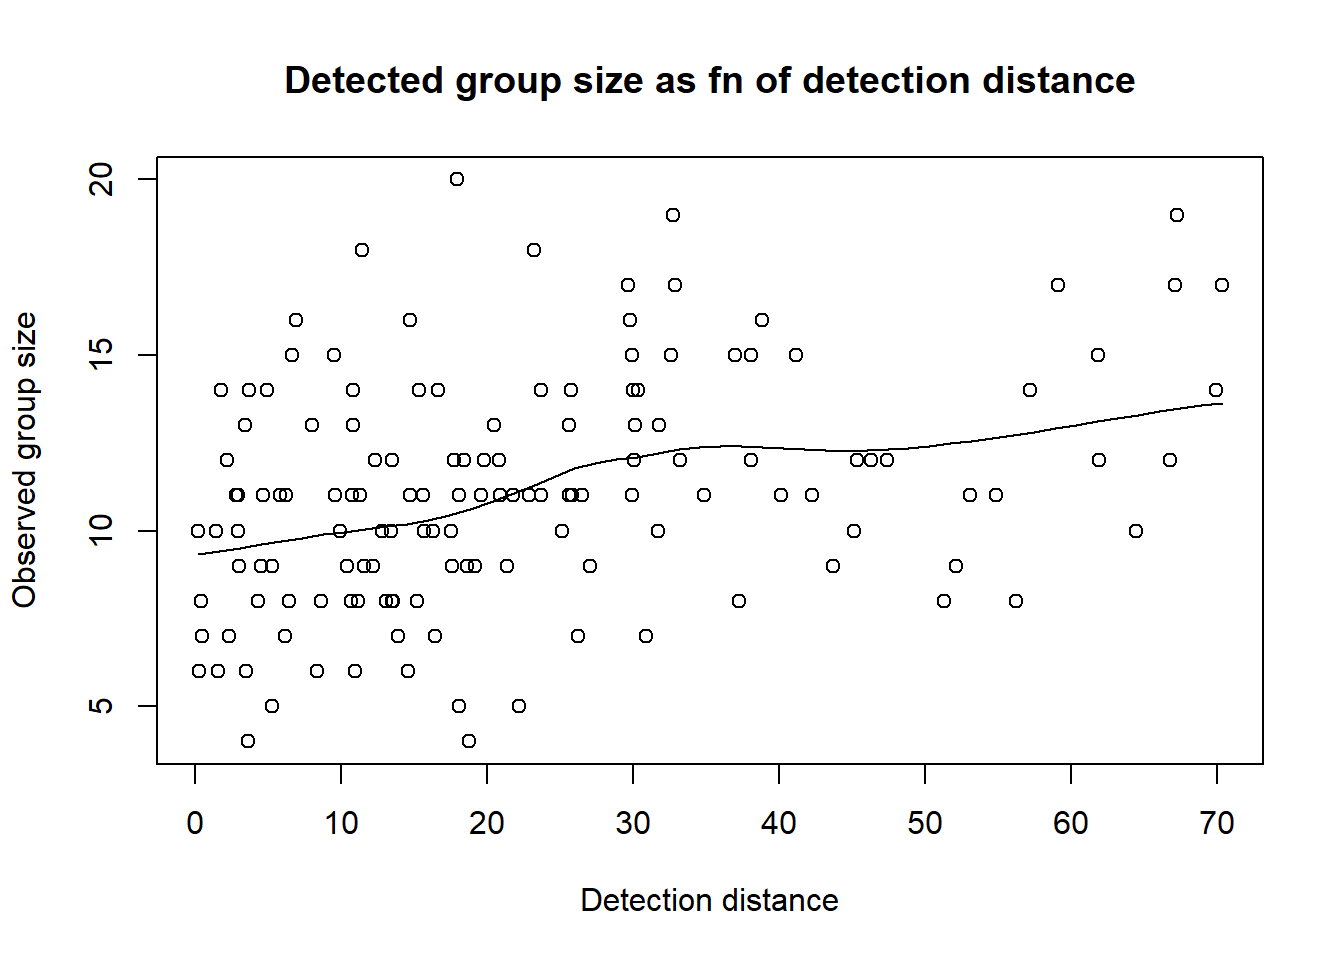 Detected group size as fn of detection distance
Observed group size
20
15
10
5
0 10 20 30 40 50 60 70
Detection distance